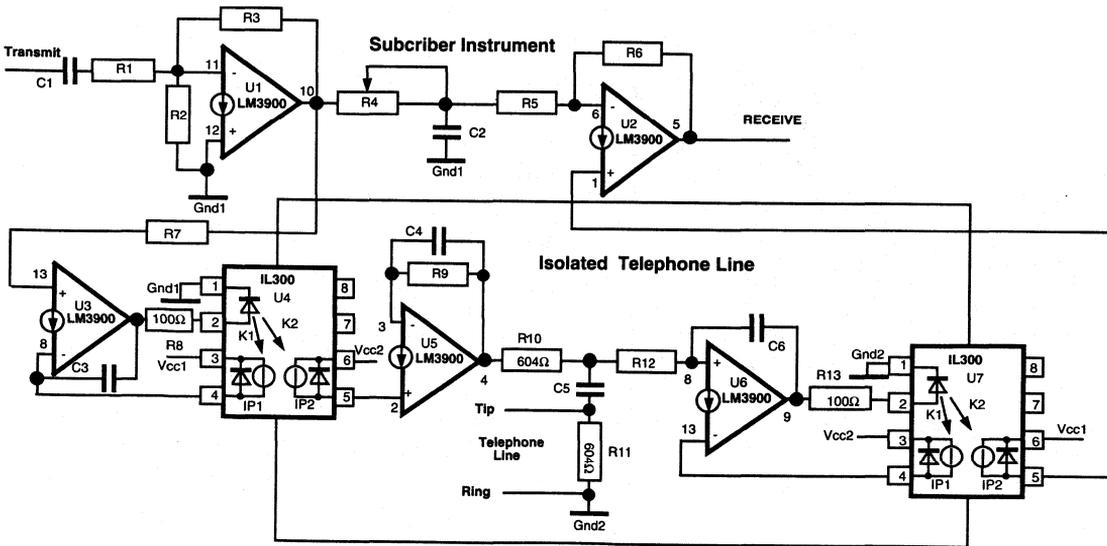 R3
Transmit
Subcriber Instrument
R6
11
-
C1
R1
U1
10
LM3900
R4
R5
-
R2
6
U2
5
12
+
C2
LM3900
RECEIVE
Gnd1
+
1
Gnd1
R7
C4
Isolated Telephone Line
IL300
R9
13
+
Gnd1
1
U4
8
U3
LM3900
100Ω
2
K1
K2
7
3
-
U5
LM3900
R10
C6
8
-
R8
Vcc1
3
6
Vcc2
604Ω
R12
Gnd2
IL300
C3
4
IP1
IP2
5
2
+
4
C5
8
+
U6
LM3900
R13
1
U7
8
Tip
9
100Ω
2
K1
K2
7
Telephone
Line
604Ω
R11
13
-
Vcc2
3
6
Vcc1
Ring
4
IP1
IP2
5
Gnd2